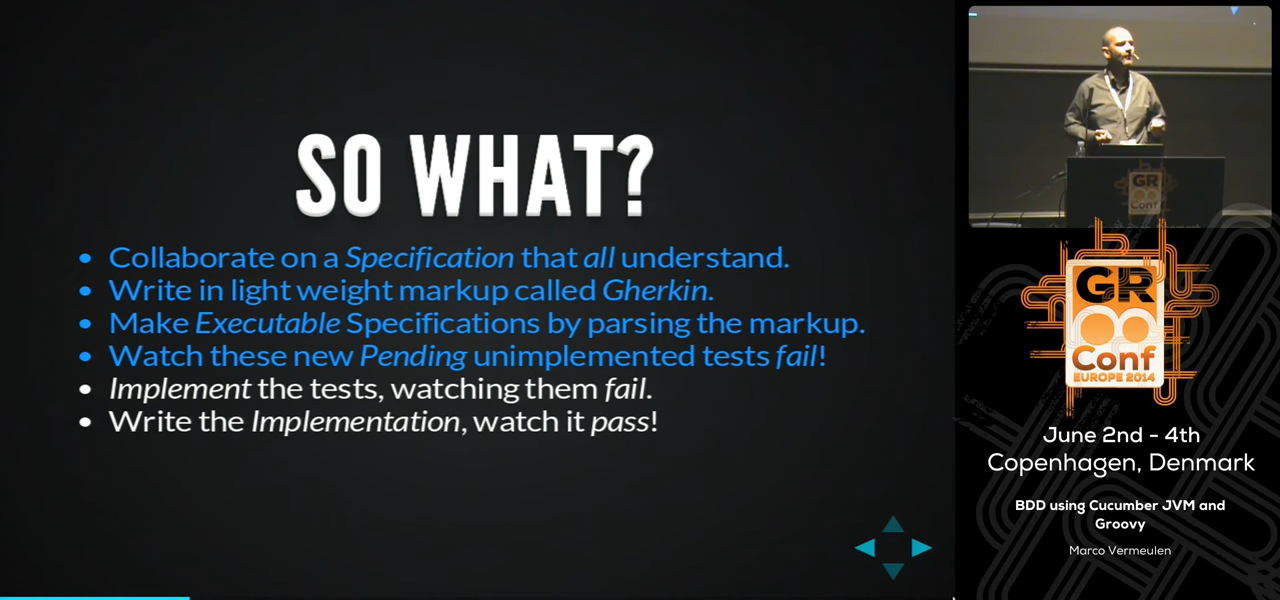 SO WHAT?
• Collaborate on a Specification that all understand.
• Write in light weight markup called Gherkin.
• Make Executable Specifications by parsing the markup.
• Watch these new Pending unimplemented tests fail!
• Implement the tests, watching them fail.
• Write the Implementation, watch it pass!
GR
Conf
GR8
Conf
EUROPE 2014
June 2nd - 4th
Copenhagen, Denmark
BDD using Cucumber JVM and
Groovy
Marco Vermeulen